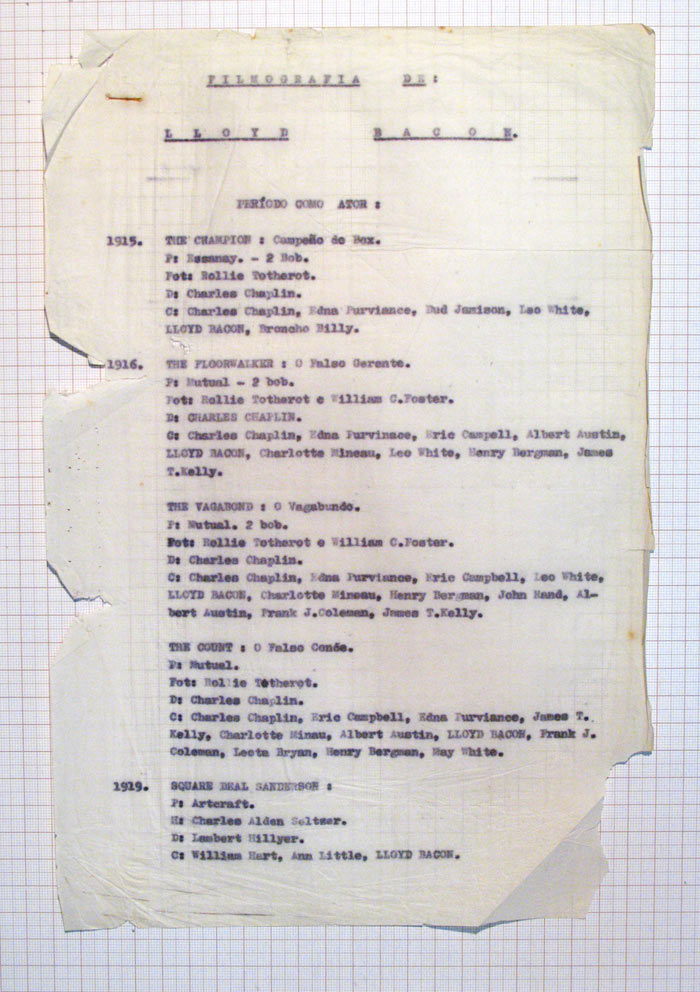 FILMOGRAFIA DE:
LLOYD BACON.
PERÍODO COMO ATOR :
1915. THE CHAMPION : Campeão de Box.
P: Essanay. - 2 Bob.
Fot: Rollie Totherot.
D: Charles Chaplin.
C: Charles Chaplin, Edna Purviance, Bud Jamison, Leo White,
LLOYD BACON, Broncho Billy.
1916. THE FLOORWALKER : O Falso Gerente.
P: Mutual - 2 bob.
Fot: Rollie Totherot e William C.Foster.
D: CHARLES CHAPLIN.
C: Charles Chaplin, Edna Purvinace, Eric Campell, Albert Austin,
LLOYD BACON, Charlotte Mineau, Leo White, Henry Bergman, James
T.Kelly.
THE VAGABOND : O Vagabundo.
P: Mutual. 2 bob.
Fot: Rollie Totherot e William C.Foster.
D: Charles Chaplin.
C: Charles Chaplin, Edna Purviance, Eric Campbell, Leo White,
LLOYD BACON, Charlotte Mineau, Henry Bergman, John Rand, Al-
bert Austin, Frank J.Coleman, James T.Kelly.
THE COUNT : O Falso Conde.
P: Mutual.
Fot: Rollie Totherot.
D: Charles Chaplin.
C: Charles Chaplin, Eric Campbell, Edna Purviance, James T.
Kelly, Charlotte Minau, Albert Austin, LLOYD BACON, Frank J.
Coleman, Leota Bryan, Henry Bergman, May White.
1919. SQUARE DEAL SANDERSON :
P: Artcraft.
H: Charles Alden Seltzer.
D: Lambert Hillyer.
C: William Hart, Ann Little, LLOYD BACON.